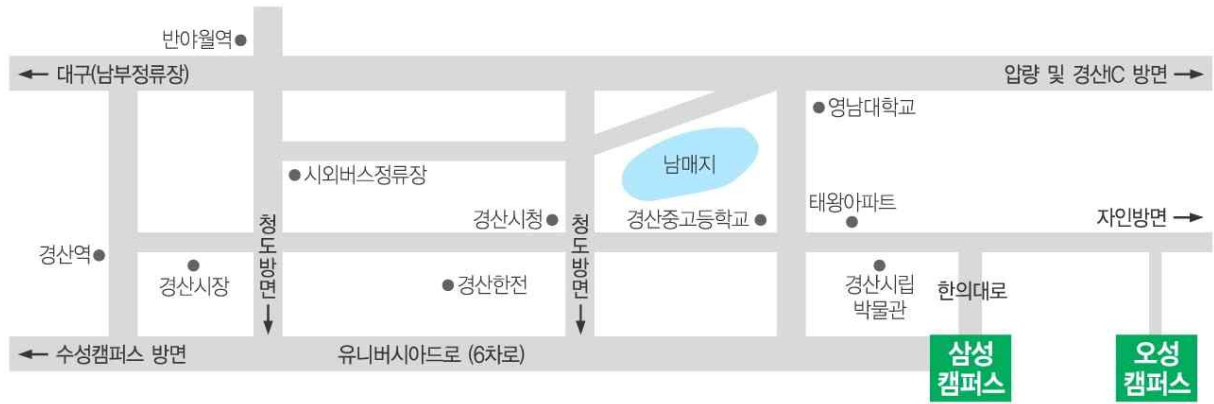 반야월역
← 대구(남부정류장)
압량 및 경산IC 방면 →
영남대학교
남매지
시외버스정류장
태왕아파트
경산시청
경산중고등학교
자인방면 →
청도방면
청도방면
경산역
경산시장
경산한전
경산시립
박물관
한의대로
← 수성캠퍼스 방면
유니버시아드로 (6차로)
삼성
캠퍼스
오성
캠퍼스